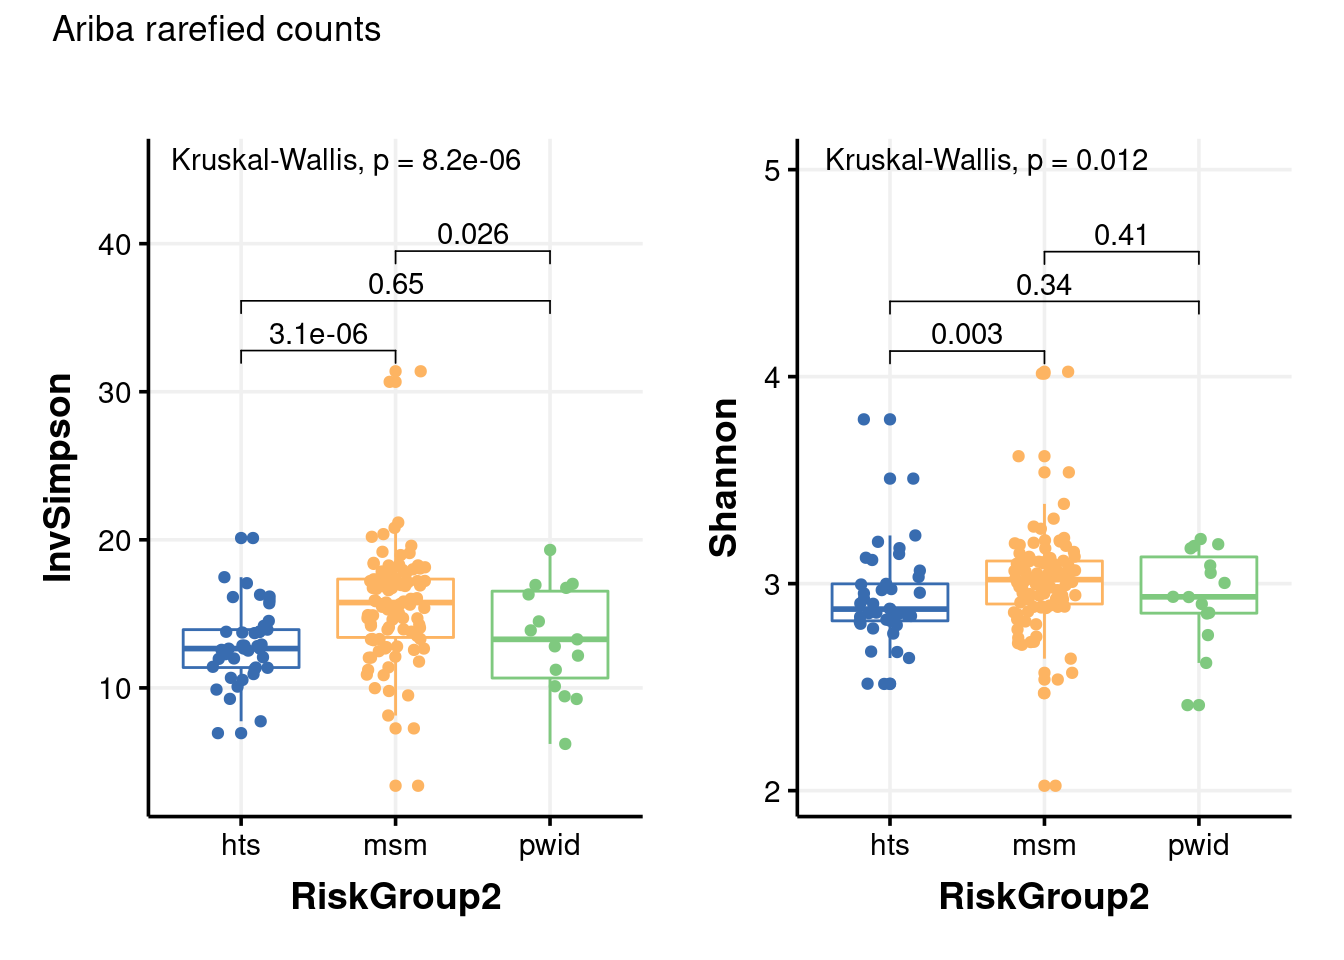 Ariba rarefied counts
Kruskal-Wallis, p = 8.2e-06
0.026
0.65
3.1e-06
40
30
20
10
InvSimpson
hts msm pwid
RiskGroup2
Kruskal-Wallis, p = 0.012
0.41
0.34
0.003
5
4
3
2
Shannon
hts msm pwid
RiskGroup2